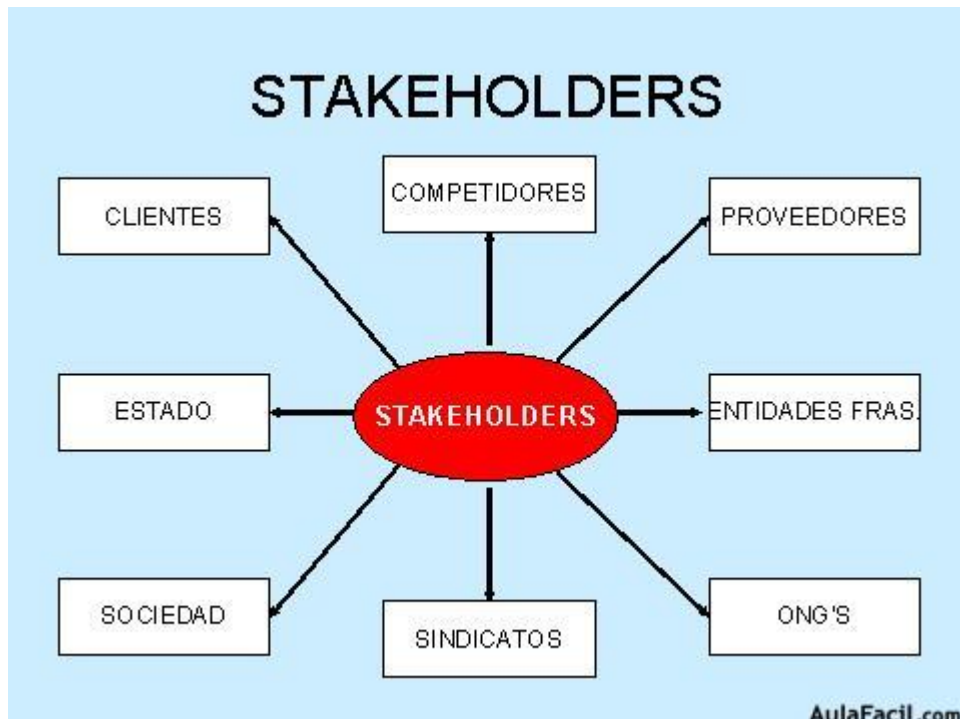 STAKEHOLDERS
CLIENTES
COMPETIDORES
PROVEEDORES
ESTADO
STAKEHOLDERS
ENTIDADES FRAS.
SOCIEDAD
SINDICATOS
ONG'S
AulaFacil.com